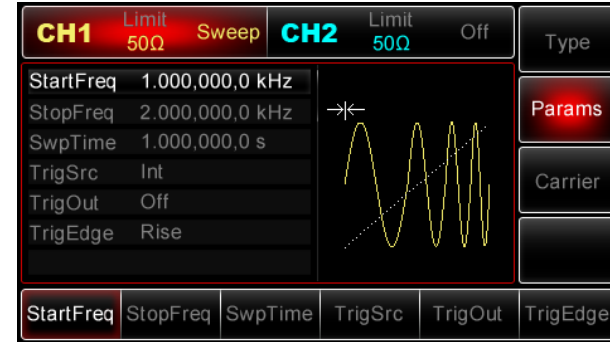 CH1 Limit 50Ω Sweep CH2 Limit 50Ω Off
Type
StartFreq 1.000,000,0 kHz
StopFreq 2.000,000,0 kHz
SwpTime 1.000,000,0 s
TrigSrc Int
TrigOut Off
TrigEdge Rise
Params
Carrier
StartFreq StopFreq SwpTime TrigSrc TrigOut TrigEdge